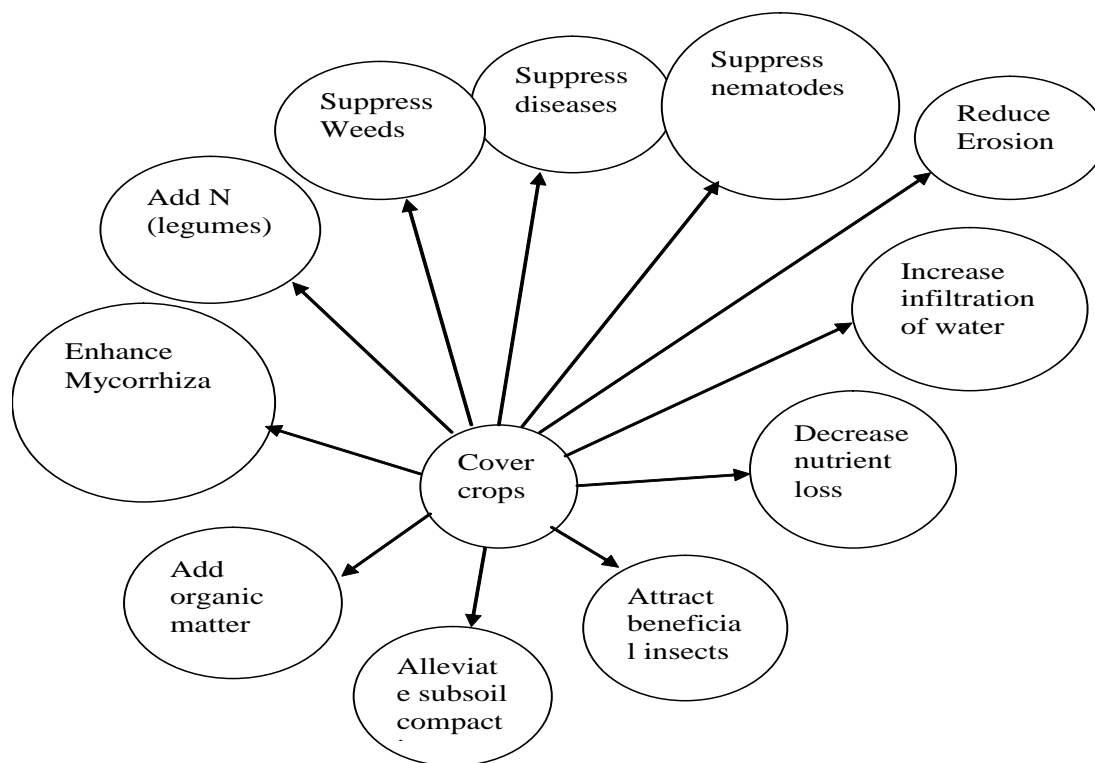 Suppress
Weeds
Suppress
diseases
Suppress
nematodes
Reduce
Erosion
Add N
(legumes)
Increase
infiltration
of water
Enhance
Mycorrhiza
Decrease
nutrient
loss
Cover
crops
Add
organic
matter
Attract
beneficia
l insects
Alleviat
e subsoil
compact